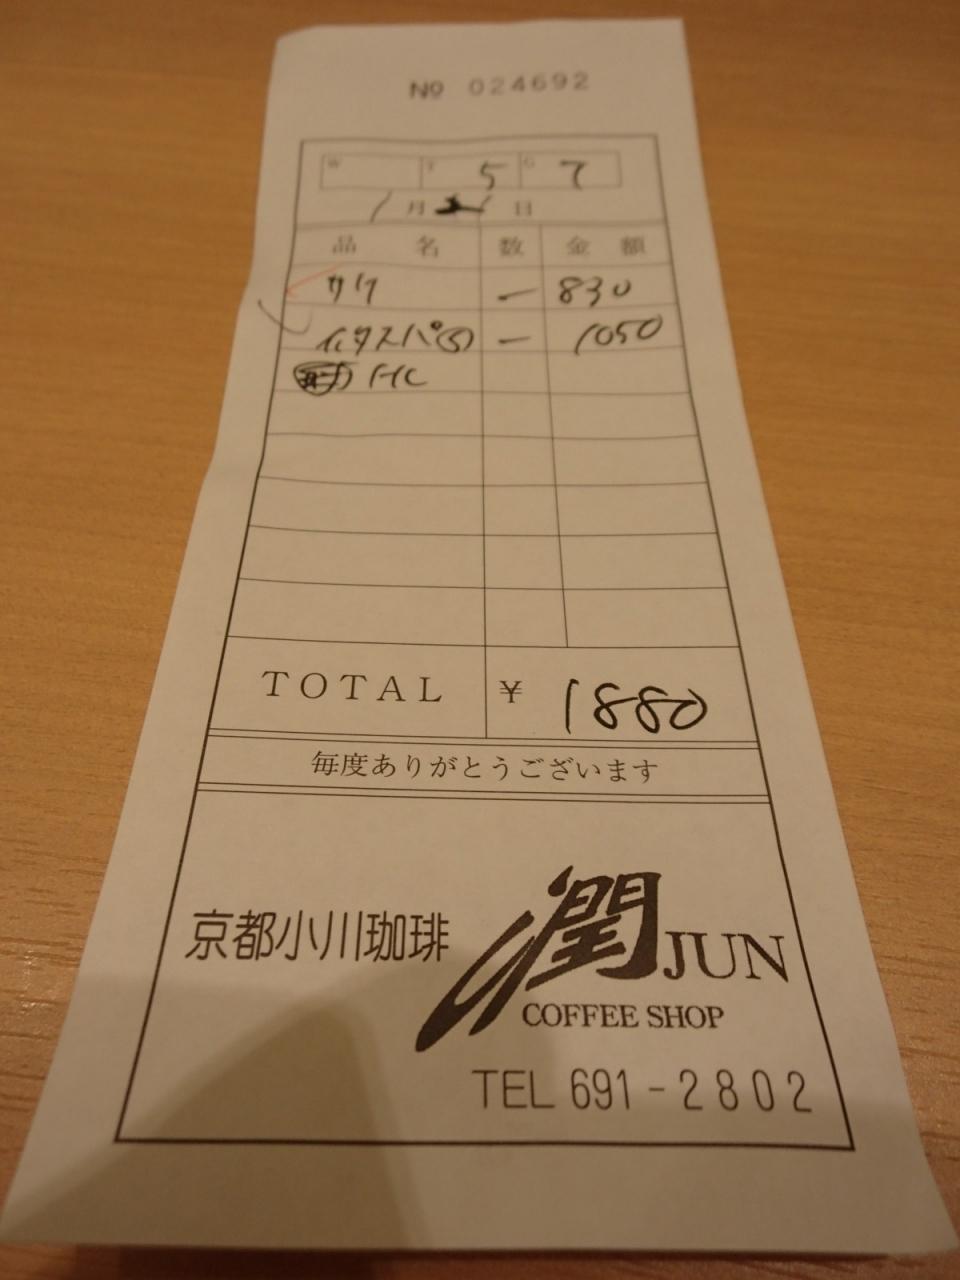 No 024692
W T 5 G 7
1月 日
品名 数 金額
サケ 一 830
イタスパ(S) 一 1050
HC
TOTAL ¥ 1880
毎度ありがとうございます
京都小川珈琲 潤 JUN
COFFEE SHOP
TEL 691-2802